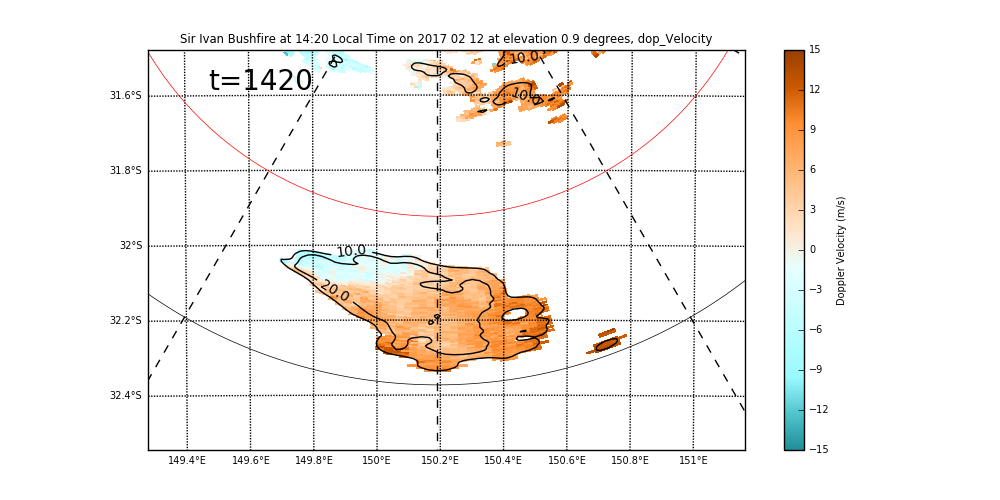 Sir Ivan Bushfire at 14:20 Local Time on 2017 02 12 at elevation 0.9 degrees, dop_Velocity
t=1420
10.0
31.6°S
31.8°S
32°S
32.2°S
32.4°S
10.0
20.0
149.4°E 149.6°E 149.8°E 150°E 150.2°E 150.4°E 150.6°E 150.8°E 151°E
15
12
9
6
3
0
−3
−6
−9
−12
−15
Doppler Velocity (m/s)